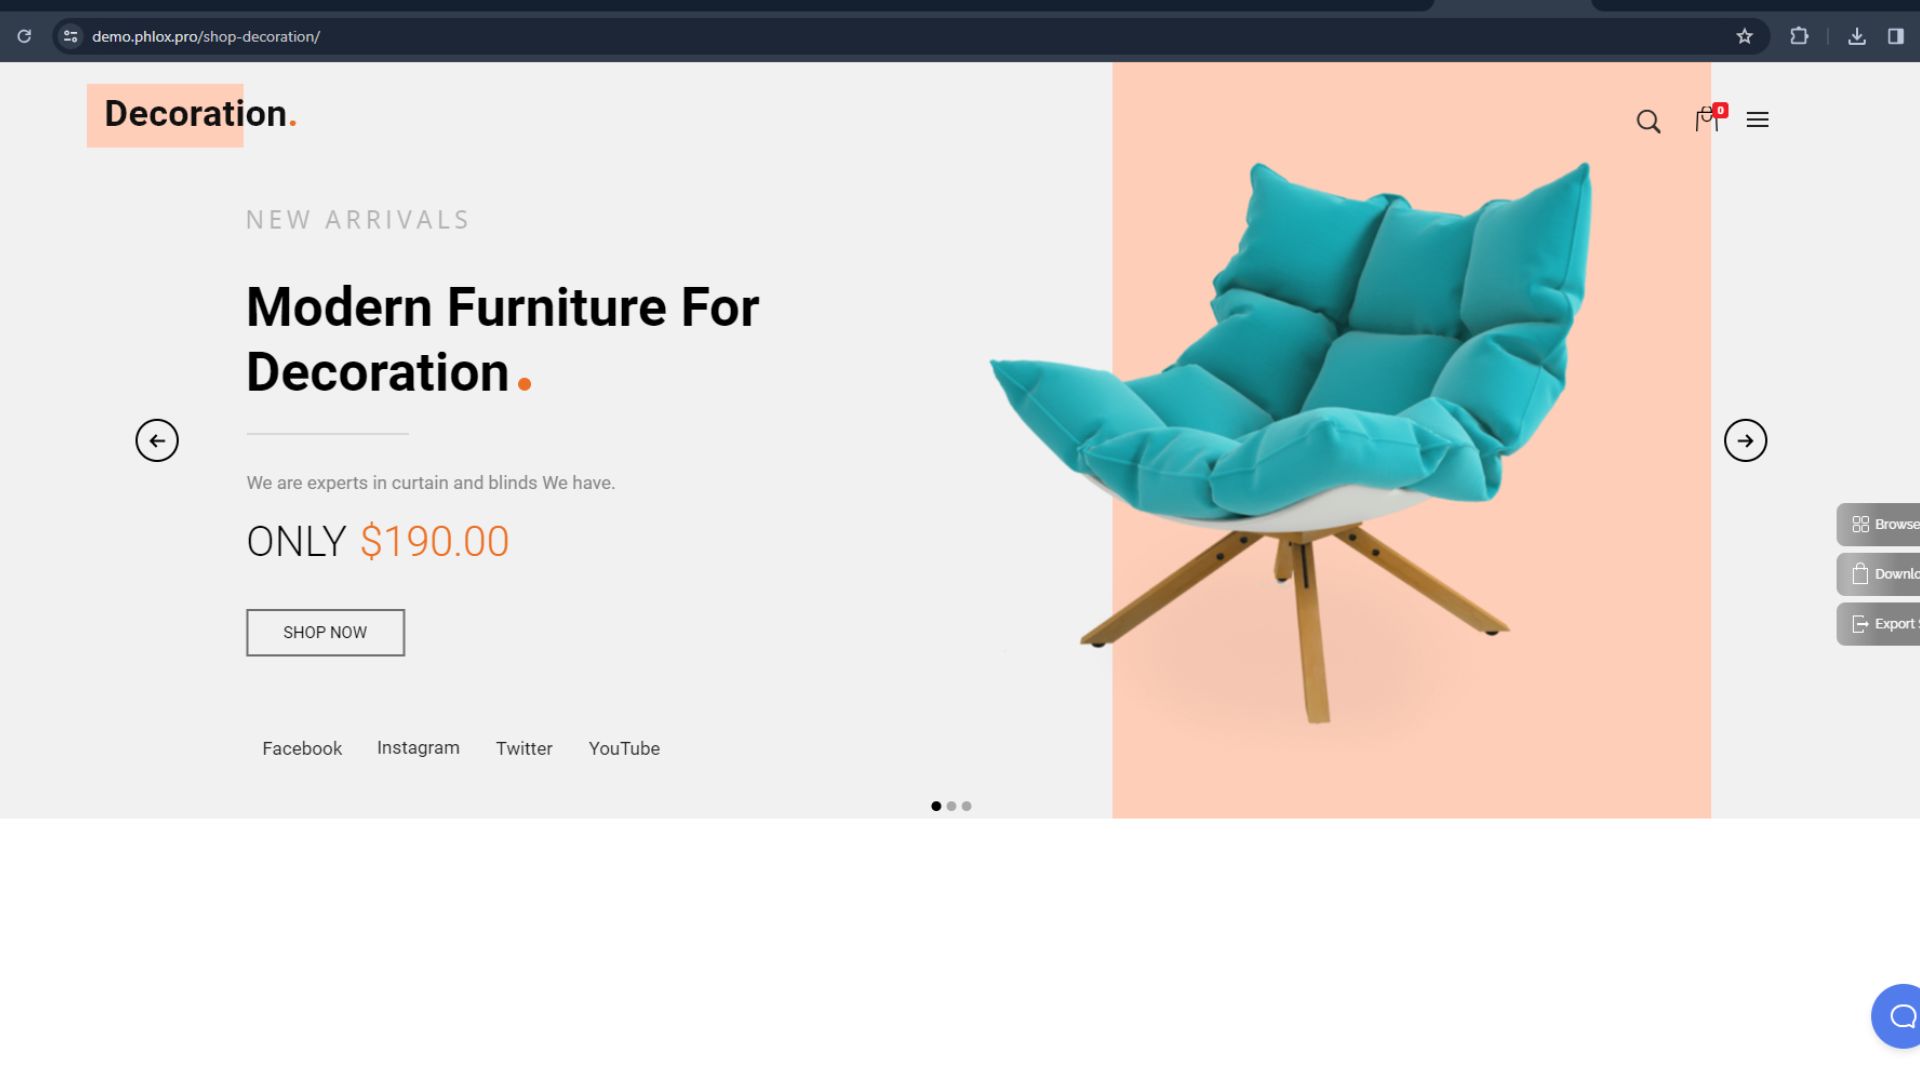 demo.phlox.pro/shop-decoration/
Decoration.
0
NEW ARRIVALS
Modern Furniture For
Decoration.
We are experts in curtain and blinds We have.
ONLY $190.00
SHOP NOW
Browse
Downlo
Export
Facebook Instagram Twitter YouTube